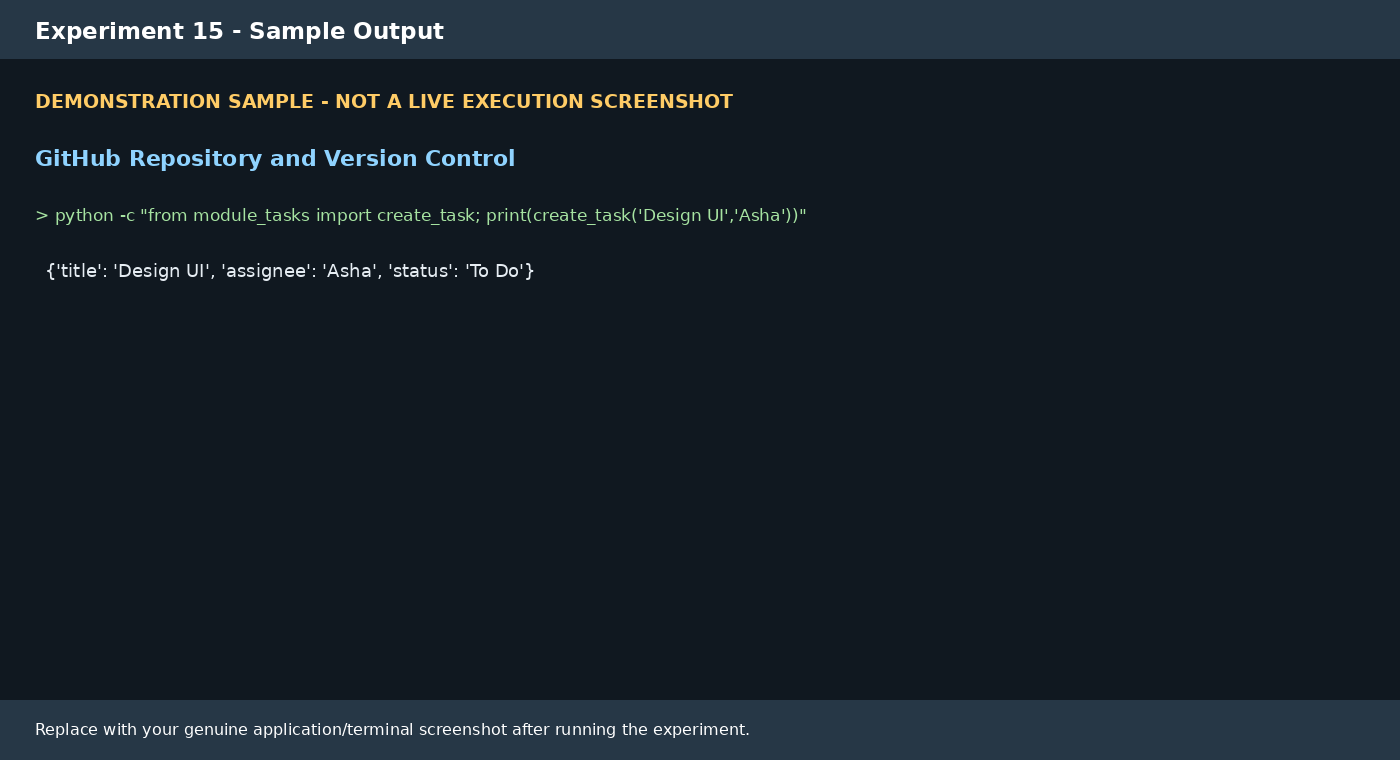 Experiment 15 - Sample Output
DEMONSTRATION SAMPLE - NOT A LIVE EXECUTION SCREENSHOT
GitHub Repository and Version Control
> python -c "from module_tasks import create_task; print(create_task('Design UI','Asha'))"
{'title': 'Design UI', 'assignee': 'Asha', 'status': 'To Do'}
Replace with your genuine application/terminal screenshot after running the experiment.